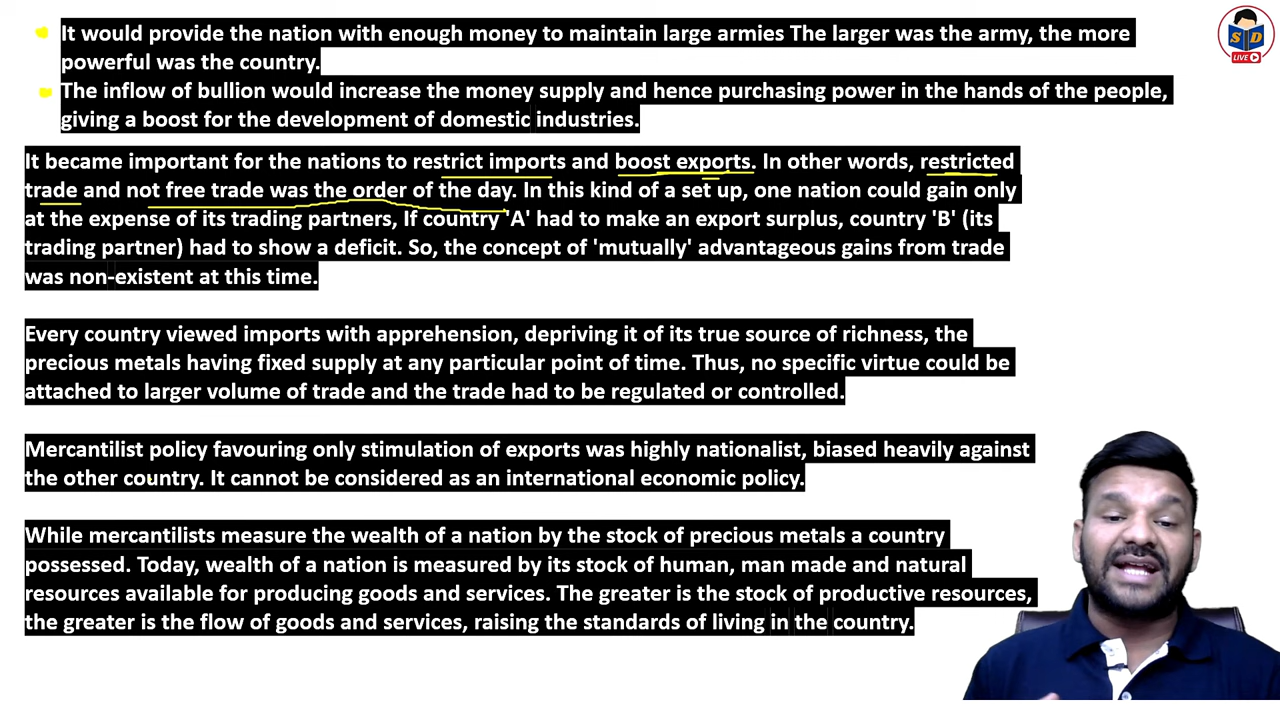 It would provide the nation with enough money to maintain large armies The larger was the army, the more
powerful was the country.
The inflow of bullion would increase the money supply and hence purchasing power in the hands of the people,
giving a boost for the development of domestic industries.
It became important for the nations to restrict imports and boost exports. In other words, restricted
trade and not free trade was the order of the day. In this kind of a set up, one nation could gain only
at the expense of its trading partners, If country 'A' had to make an export surplus, country 'B' (its
trading partner) had to show a deficit. So, the concept of 'mutually' advantageous gains from trade
was non-existent at this time.
Every country viewed imports with apprehension, depriving it of its true source of richness, the
precious metals having fixed supply at any particular point of time. Thus, no specific virtue could be
attached to larger volume of trade and the trade had to be regulated or controlled.
Mercantilist policy favouring only stimulation of exports was highly nationalist, biased heavily against
the other country. It cannot be considered as an international economic policy.
While mercantilists measure the wealth of a nation by the stock of precious metals a country
possessed. Today, wealth of a nation is measured by its stock of human, man made and natural
resources available for producing goods and services. The greater is the stock of productive resources,
the greater is the flow of goods and services, raising the standards of living in the country.
S D
LIVE